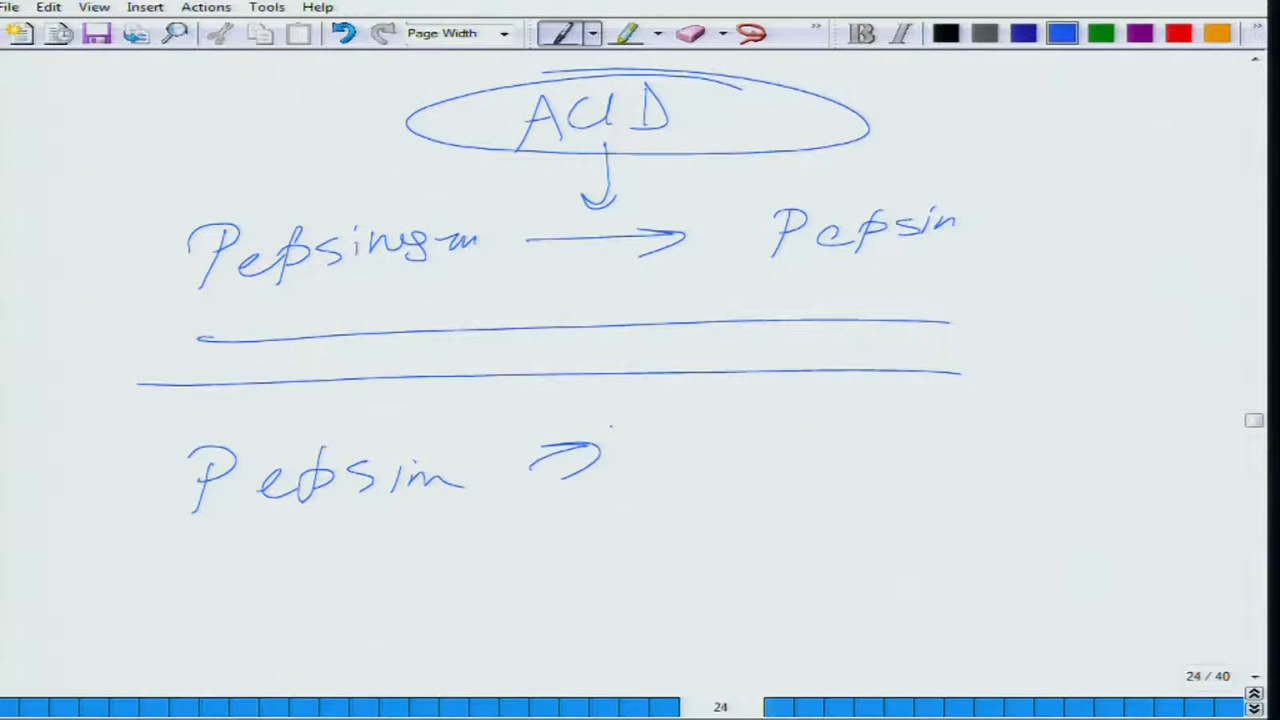 File Edit View Insert Actions Tools Help
Page Width B I
ACID
Pepsinogen Pepsin
Pepsin
24 / 40
24